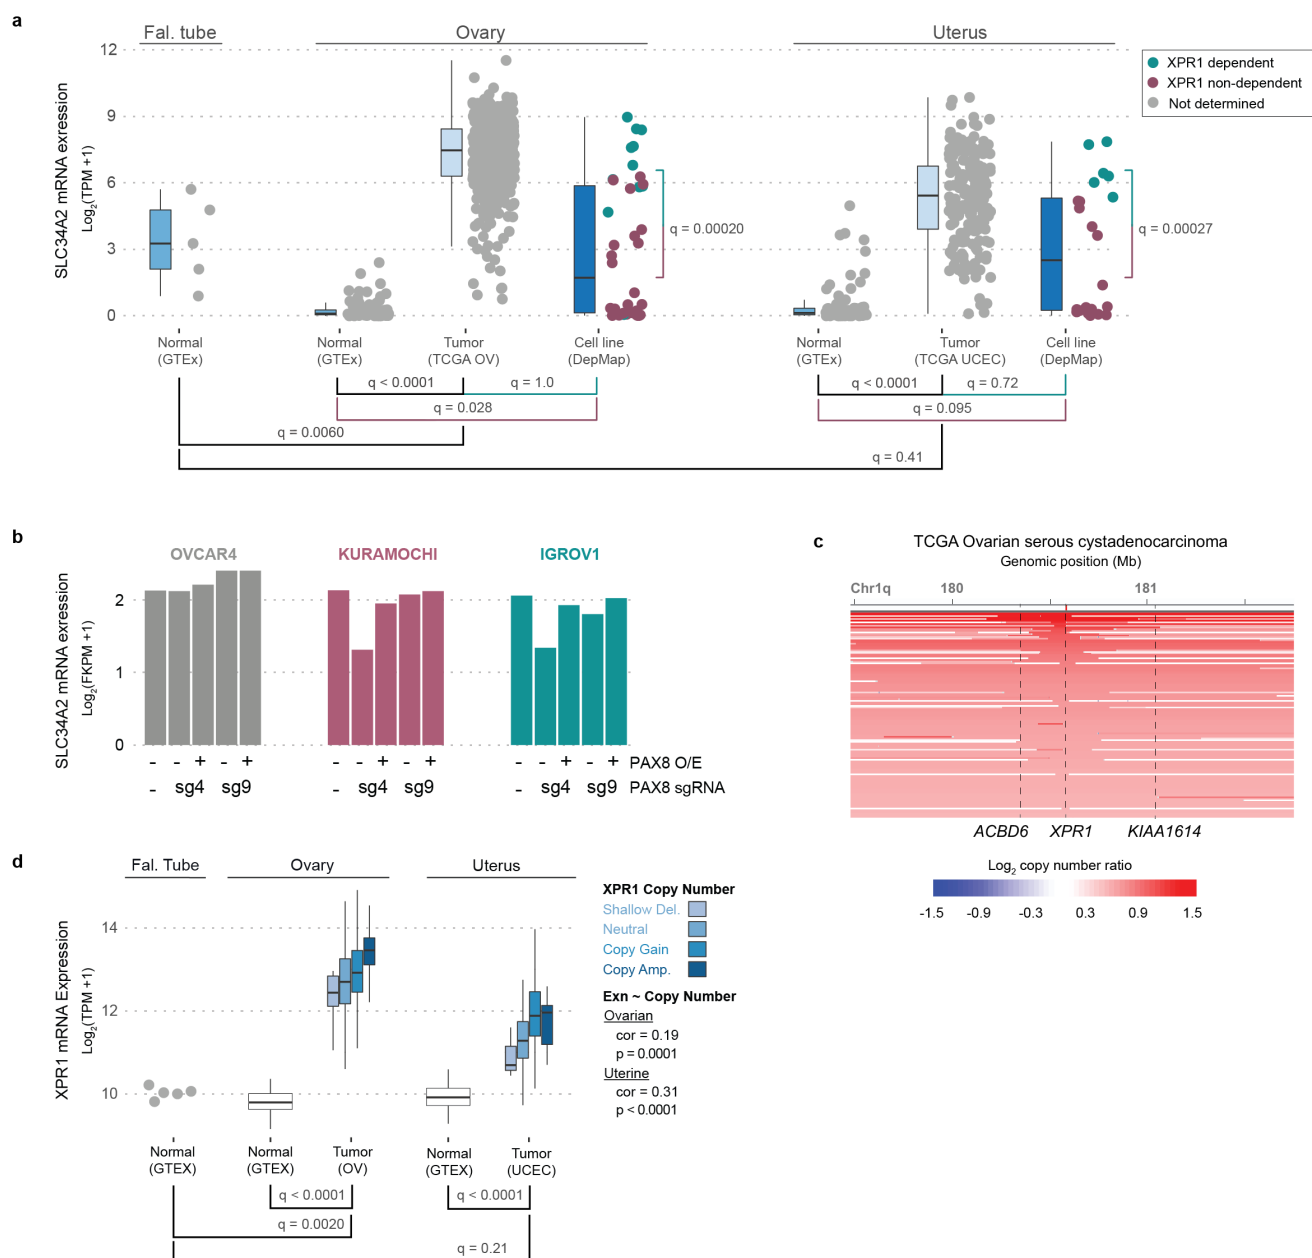 a
Fal. tube
Ovary
Uterus
XPR1 dependent
XPR1 non-dependent
Not determined
SLC34A2 mRNA exression
Log2(TPM +1)
12
9
6
3
0
q = 0.00020
q = 0.00027
Normal
(GTEx)
Normal
(GTEx)
Tumor
(TCGA OV)
Cell line
(DepMap)
Normal
(GTEx)
Tumor
(TCGA UCEC)
Cell line
(DepMap)
q < 0.0001
q = 1.0
q < 0.0001
q = 0.72
q = 0.028
q = 0.095
q = 0.0060
q = 0.41
b
OVCAR4
KURAMOCHI
IGROV1
SLC34A2 mRNA exression
Log2(FKPM +1)
2
1
0
- - + - + - - + - + - - + - + PAX8 O/E
- sg4 sg9 - sg4 sg9 - sg4 sg9 PAX8 sgRNA
c
TCGA Ovarian serous cystadenocarcinoma
Genomic position (Mb)
Chr1q
180
181
ACBD6
XPR1
KIAA1614
Log2 copy number ratio
-1.5 -0.9 -0.3 0.3 0.9 1.5
d
Fal. Tube
Ovary
Uterus
XPR1 mRNA Expression
Log2(TPM +1)
14
12
10
XPR1 Copy Number
Shallow Del.
Neutral
Copy Gain
Copy Amp.
Exn ~ Copy Number
Ovarian
cor = 0.19
p = 0.0001
Uterine
cor = 0.31
p < 0.0001
Normal
(GTEX)
Normal
(GTEX)
Tumor
(OV)
Normal
(GTEX)
Tumor
(UCEC)
q < 0.0001
q < 0.0001
q = 0.0020
q = 0.21